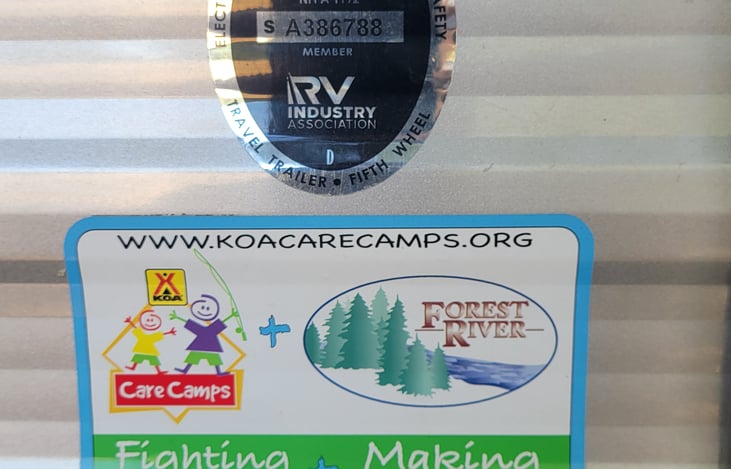 S A386788
MEMBER
RV
INDUSTRY
ASSOCIATION
D
TRAVEL TRAILER • FIFTH WHEEL
WWW.KOACARECAMPS.ORG
KOA
Care Camps
+
FOREST
RIVER
Fighting + Making